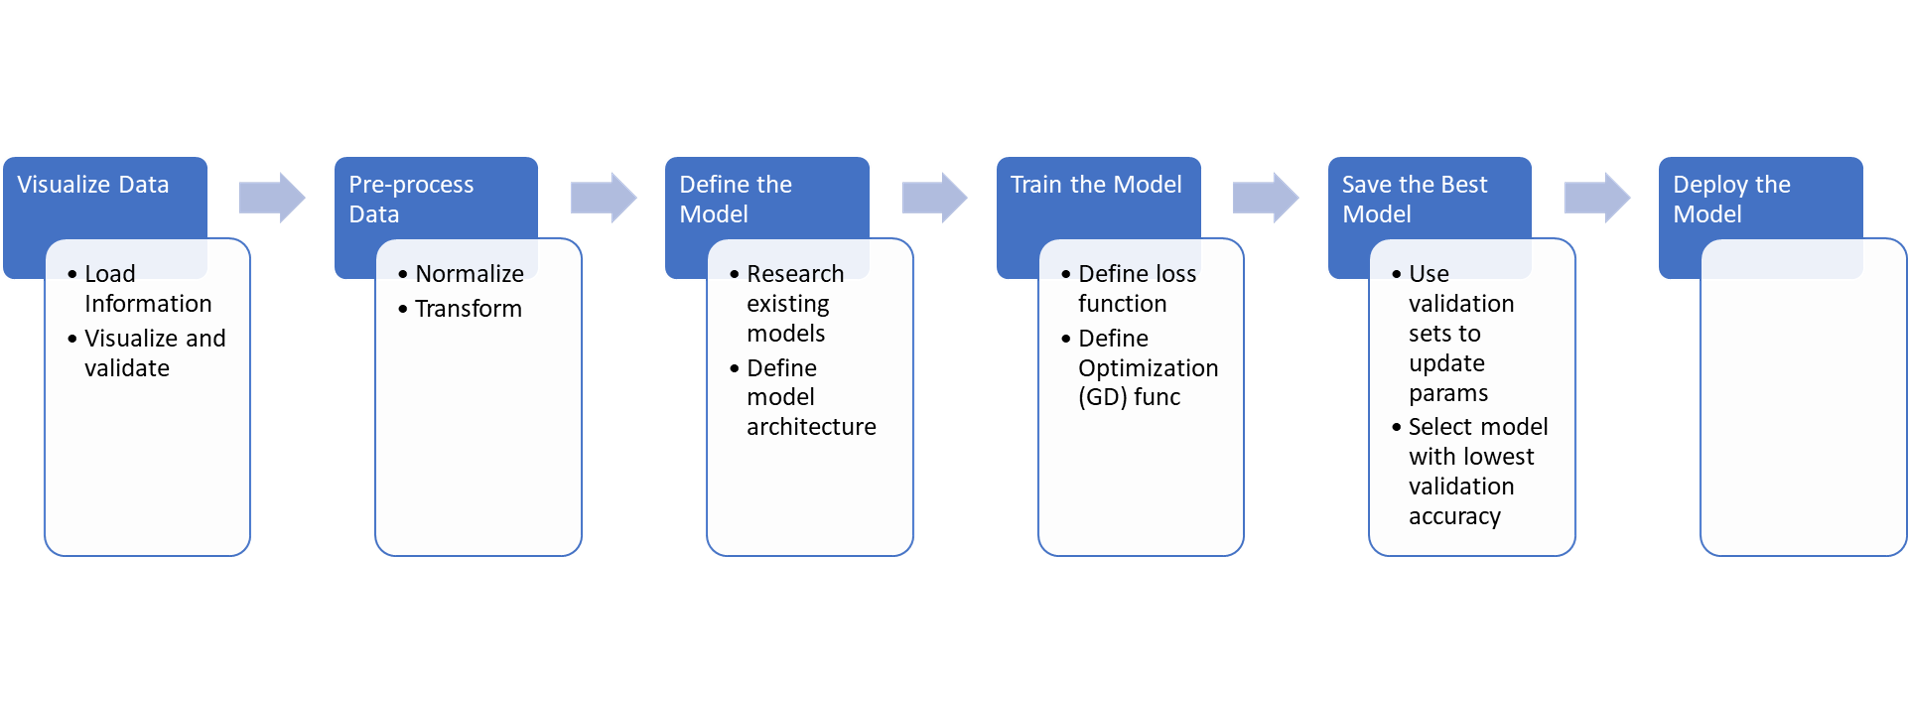 Visualize Data
• Load
Information
• Visualize and
validate
Pre-process
Data
• Normalize
• Transform
Define the
Model
• Research
existing
models
• Define
model
architecture
Train the Model
• Define loss
function
• Define
Optimization
(GD) func
Save the Best
Model
• Use
validation
sets to
update
params
• Select model
with lowest
validation
accuracy
Deploy the
Model